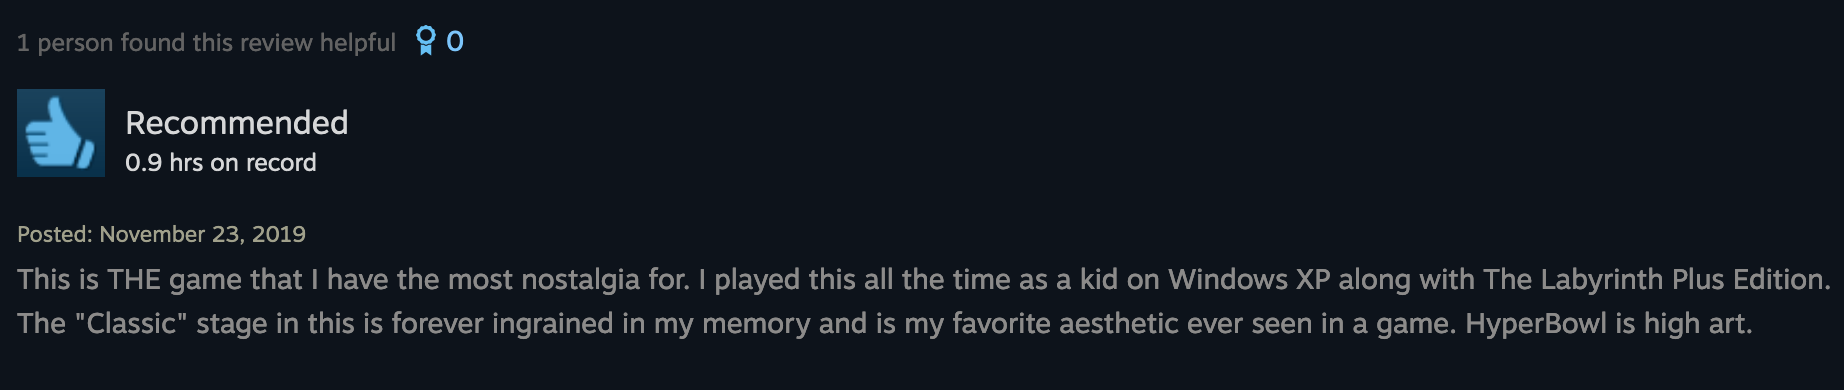 1 person found this review helpful 0
Recommended
0.9 hrs on record
Posted: November 23, 2019
This is THE game that I have the most nostalgia for. I played this all the time as a kid on Windows XP along with The Labyrinth Plus Edition.
The "Classic" stage in this is forever ingrained in my memory and is my favorite aesthetic ever seen in a game. HyperBowl is high art.